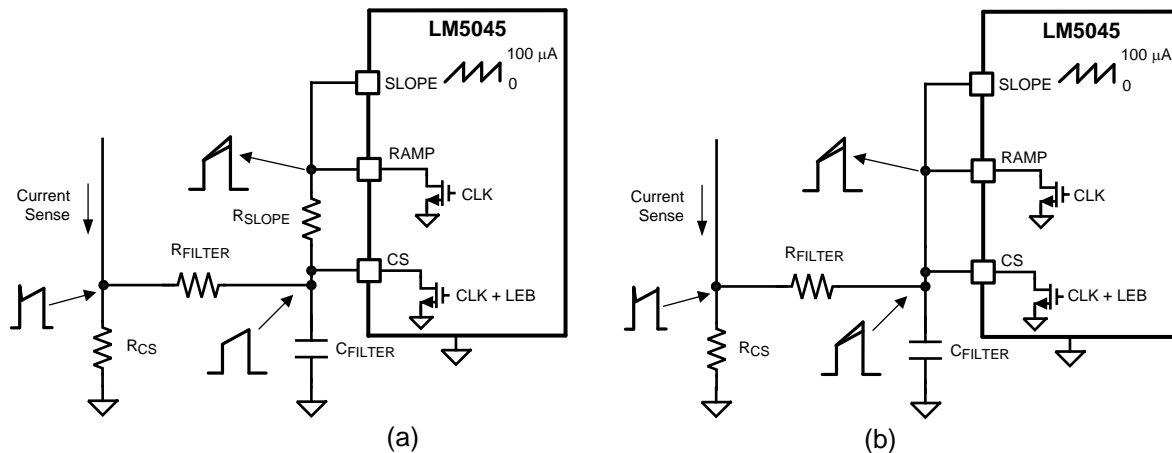 LM5045
100 μA
0
SLOPE
RAMP
CLK
Current
Sense
RSLOPE
RFILTER
CS
CLK + LEB
RCS
CFILTER
(a)
LM5045
100 μA
0
SLOPE
RAMP
CLK
Current
Sense
RFILTER
CS
CLK + LEB
RCS
CFILTER
(b)